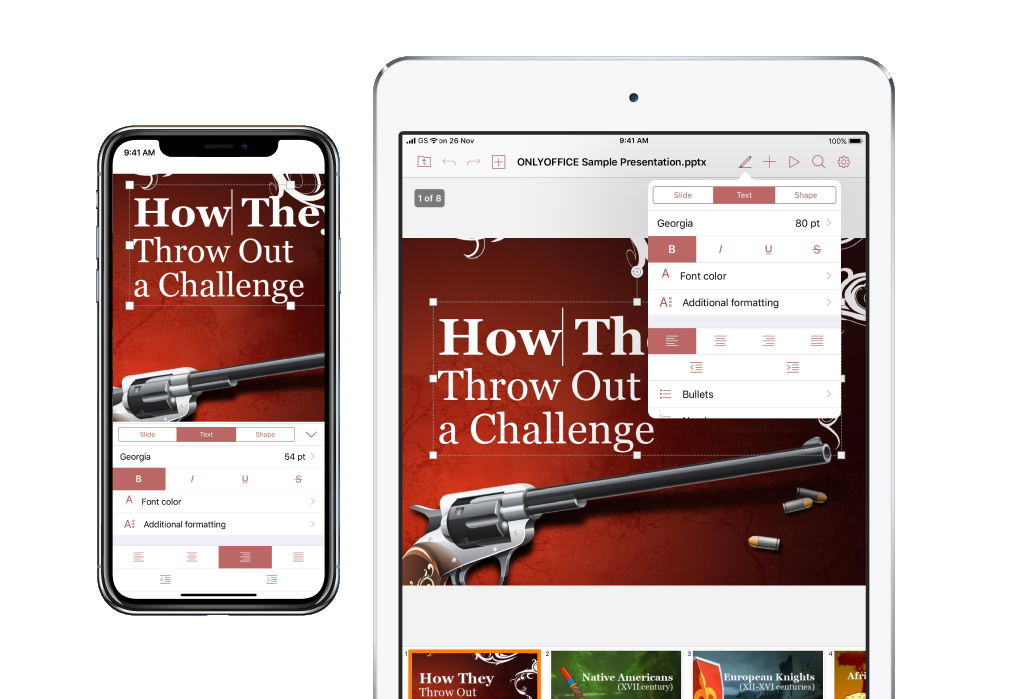 9:41 AM
How They
Throw Out
a Challenge
Slide Text Shape
Georgia 54 pt
B I U S
A Font color
A Additional formatting
GS on 26 Nov 9:41 AM 100%
ONLYOFFICE Sample Presentation.pptx
1 of 8
How The
Throw Out
a Challenge
Slide Text Shape
Georgia 80 pt
B I U S
A Font color
A Additional formatting
Bullets
1 How They
Throw Out
2 Native Americans
(XVII century)
3 European Knights
(XII-XVI centuries)
4 Afri